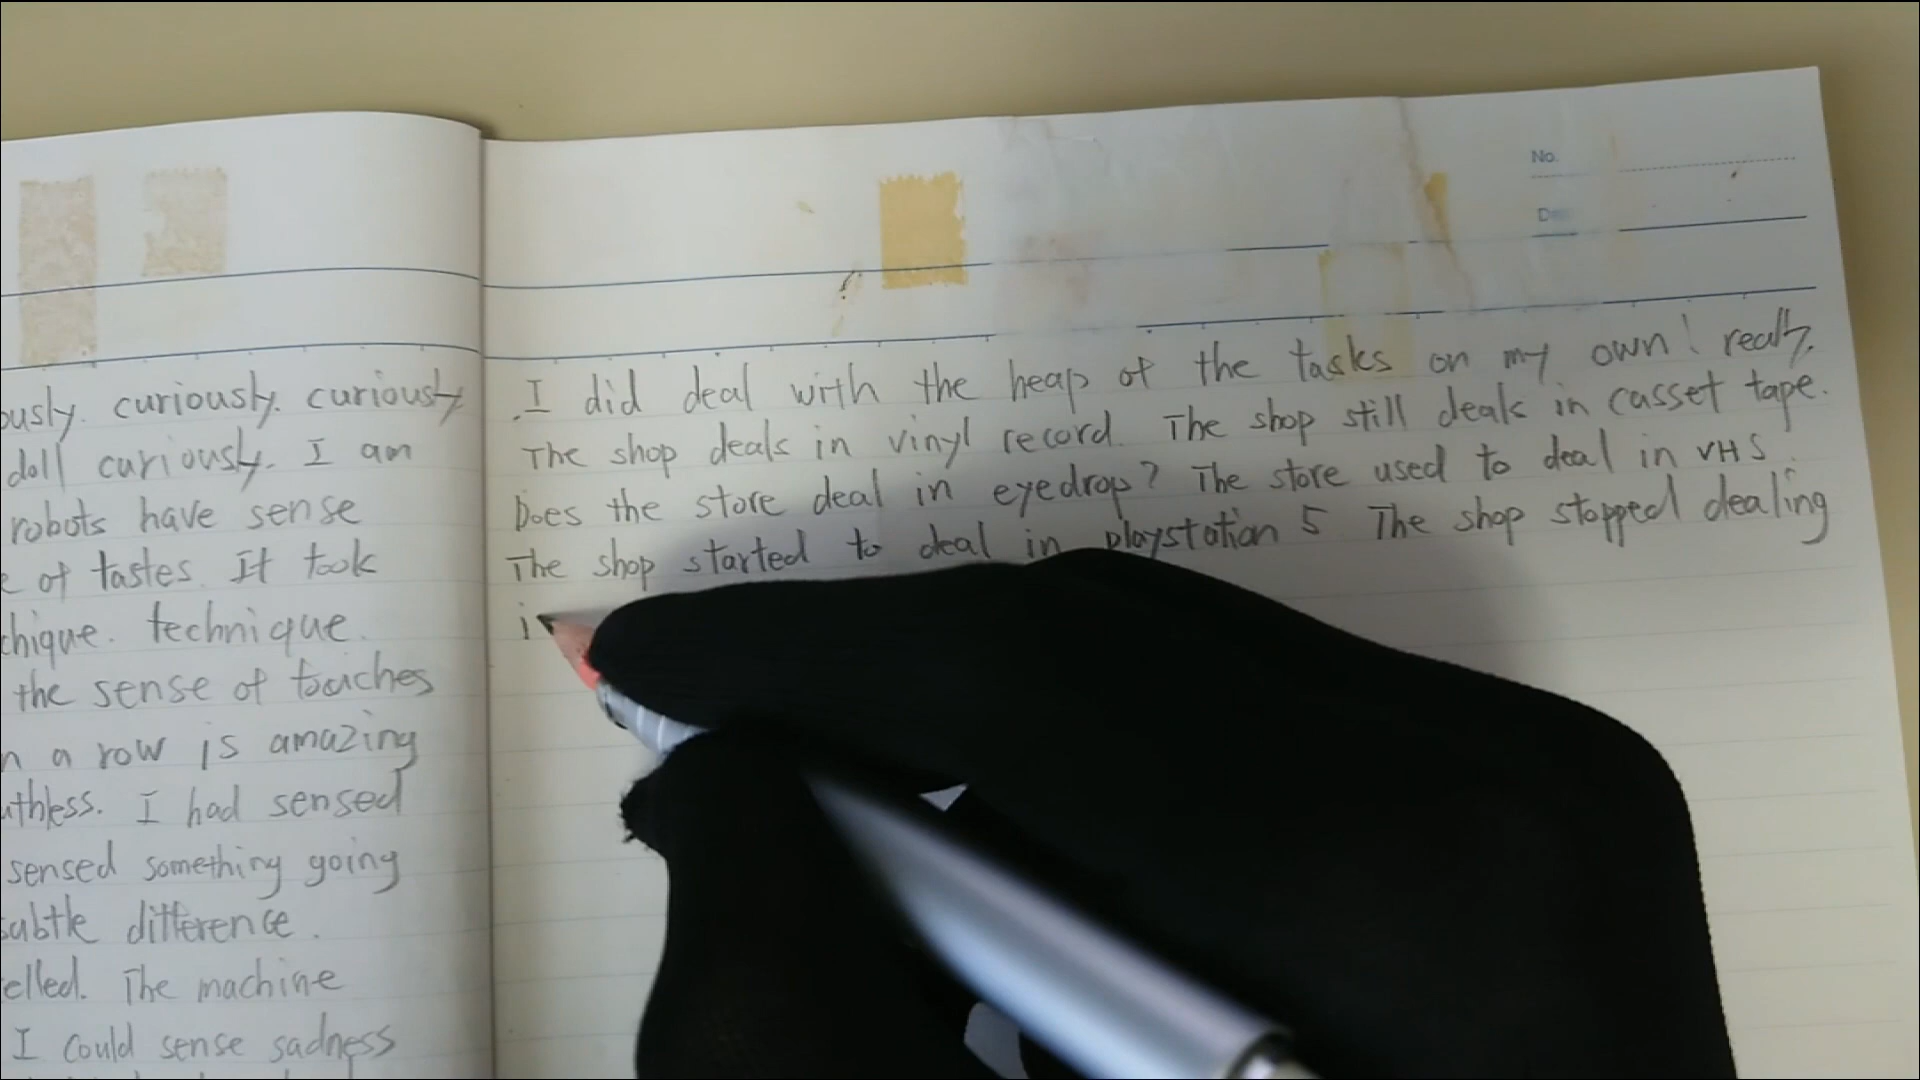 ously. curiously. curiously
doll curiously. I am
robots have sense
e of tastes. It took
chique. technique.
the sense of touches
n a row is amazing
uthless. I had sensed
sensed something going
subtle difference.
elled. The machine
I could sense sadness
No.
I did deal with the heap of the tasks on my own! really.
The shop deals in vinyl record. The shop still deals in casset tape.
Does the store deal in eyedrop? The store used to deal in VHS.
The shop started to deal in playstation 5 The shop stopped dealing
i